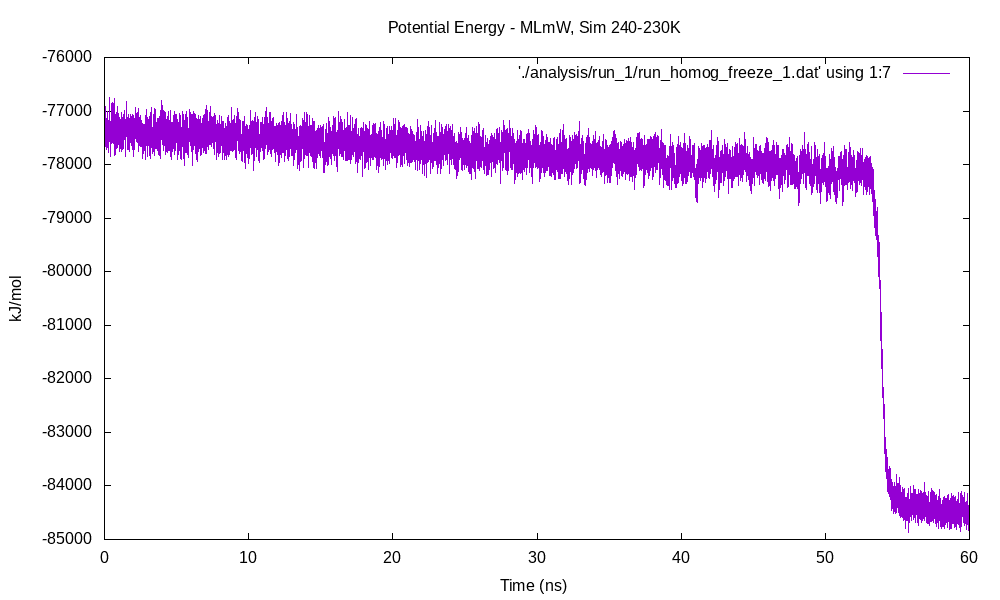 Potential Energy - MLmW, Sim 240-230K
'./analysis/run_1/run_homog_freeze_1.dat' using 1:7
-76000
-77000
-78000
-79000
-80000
-81000
-82000
-83000
-84000
-85000
kJ/mol
0 10 20 30 40 50 60
Time (ns)